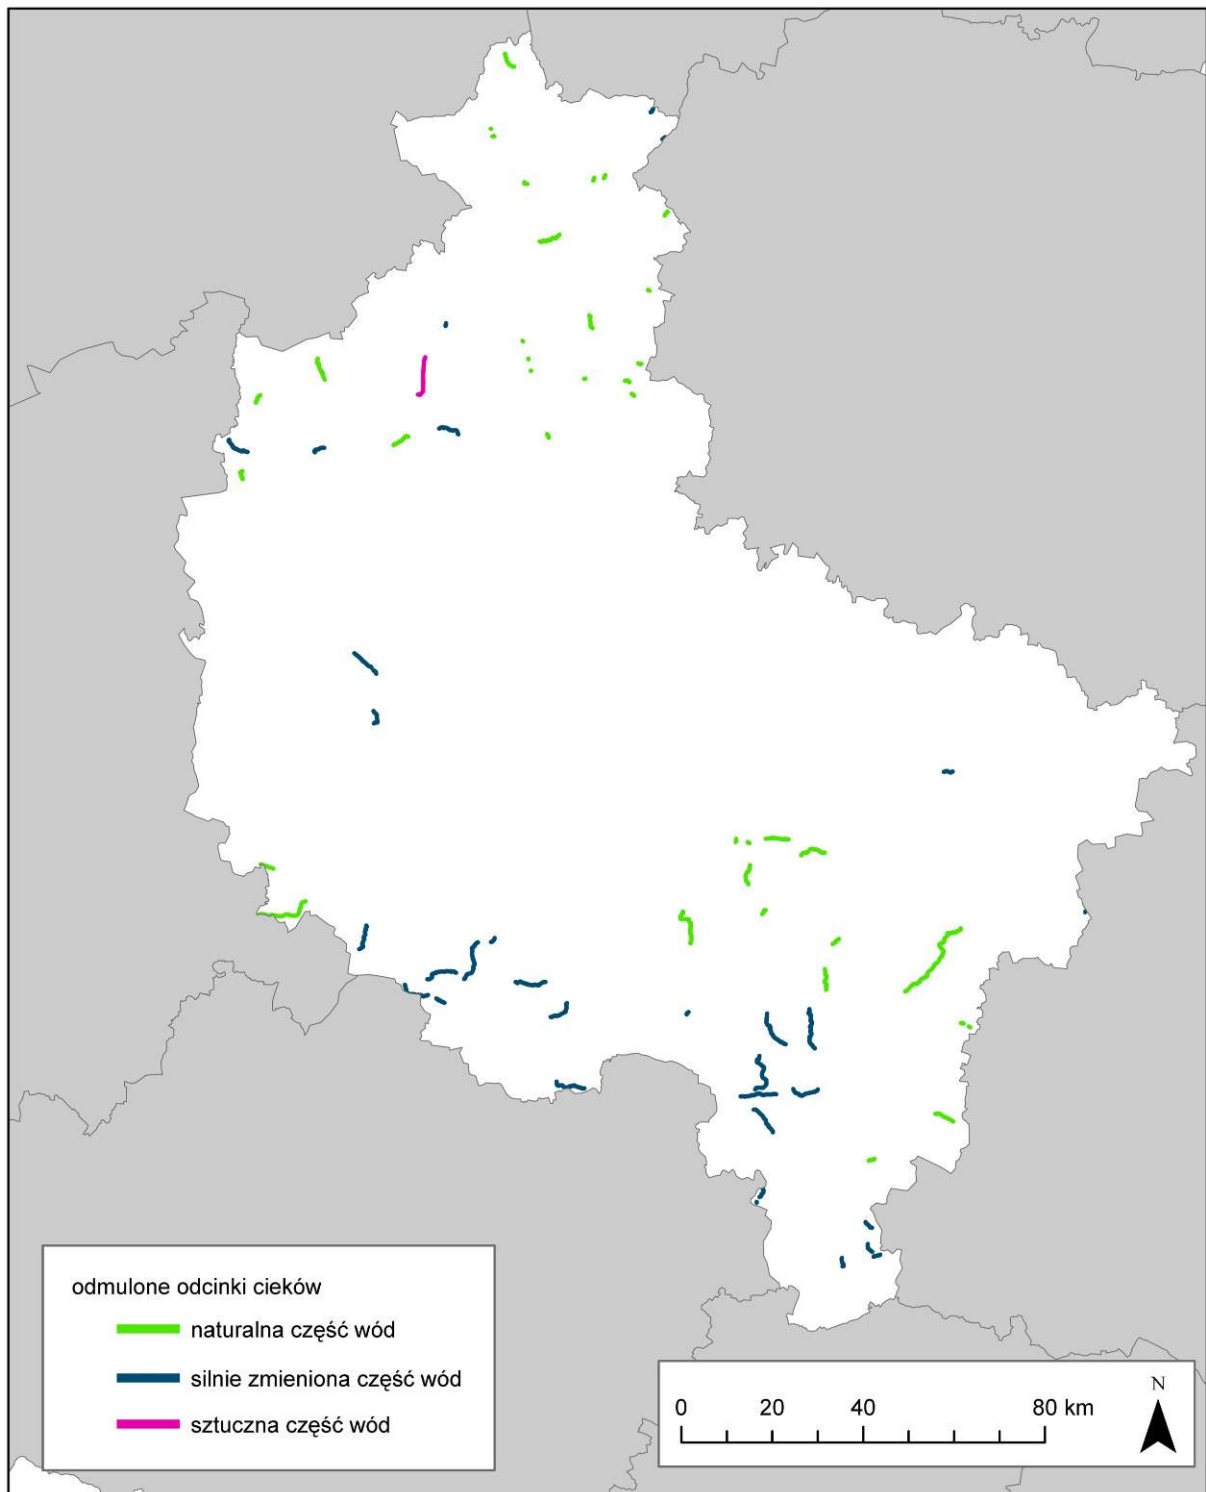 odmulone odcinki cieków
naturalna część wód
silnie zmieniona część wód
sztuczna część wód
0 20 40 80 km
N